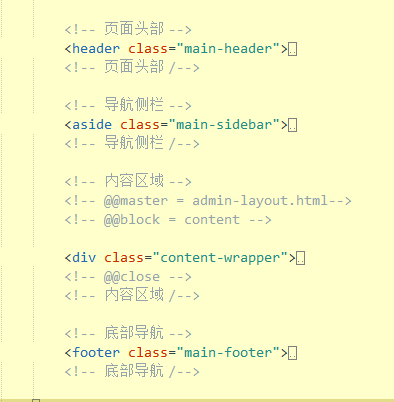 <!-- 页面头部 -->
<header class="main-header">
<!-- 页面头部 /-->
<!-- 导航侧栏 -->
<aside class="main-sidebar">
<!-- 导航侧栏 /-->
<!-- 内容区域 -->
<!-- @@master = admin-layout.html-->
<!-- @@block = content -->
<div class="content-wrapper">
<!-- @@close -->
<!-- 内容区域 /-->
<!-- 底部导航 -->
<footer class="main-footer">
<!-- 底部导航 /-->